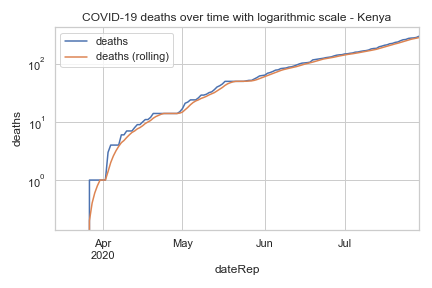 COVID-19 deaths over time with logarithmic scale - Kenya
deaths
deaths (rolling)
10²
10¹
10⁰
deaths
Apr May Jun Jul
2020
dateRep